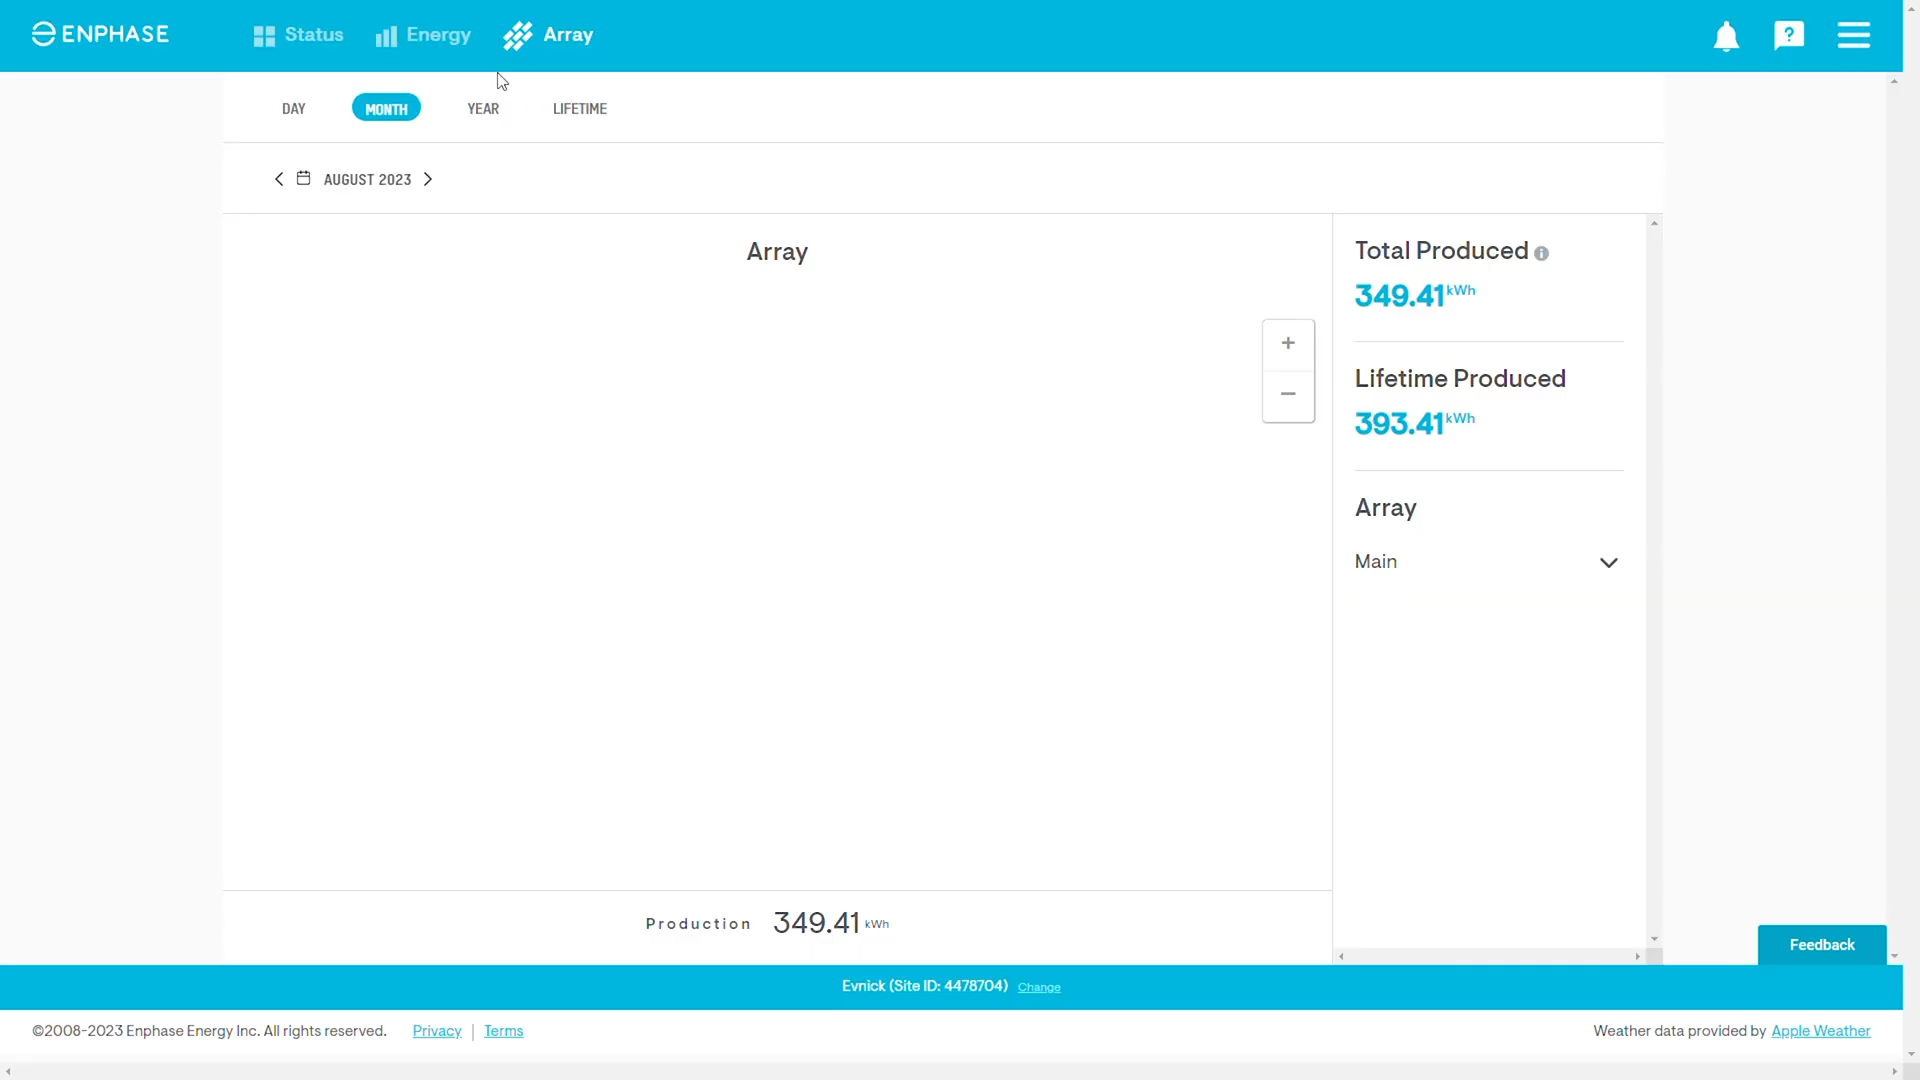 ENPHASE
Status
Energy
Array
?
DAY
MONTH
YEAR
LIFETIME
AUGUST 2023
Array
Total Produced
349.41 kWh
Lifetime Produced
393.41 kWh
Array
Main
Production 349.41 kWh
Feedback
Evnick (Site ID: 4478704) Change
©2008-2023 Enphase Energy Inc. All rights reserved. Privacy | Terms
Weather data provided by Apple Weather